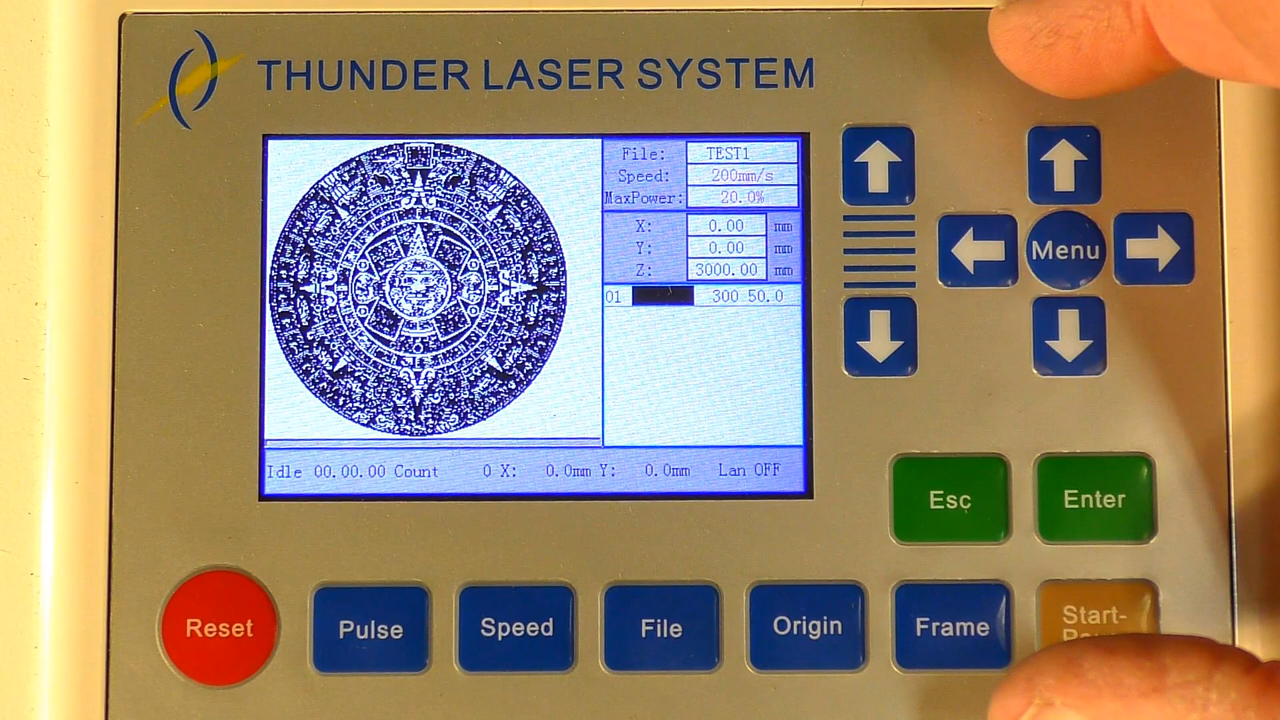 THUNDER LASER SYSTEM
File: TEST1
Speed: 200mm/s
MaxPower: 20.0%
X: 0.00 mm
Y: 0.00 mm
Z: 3000.00 mm
01 300 50.0
Idle 00.00.00 Count 0 X: 0.0mm Y: 0.0mm Lan OFF
Menu
Esc Enter
Reset Pulse Speed File Origin Frame Start-